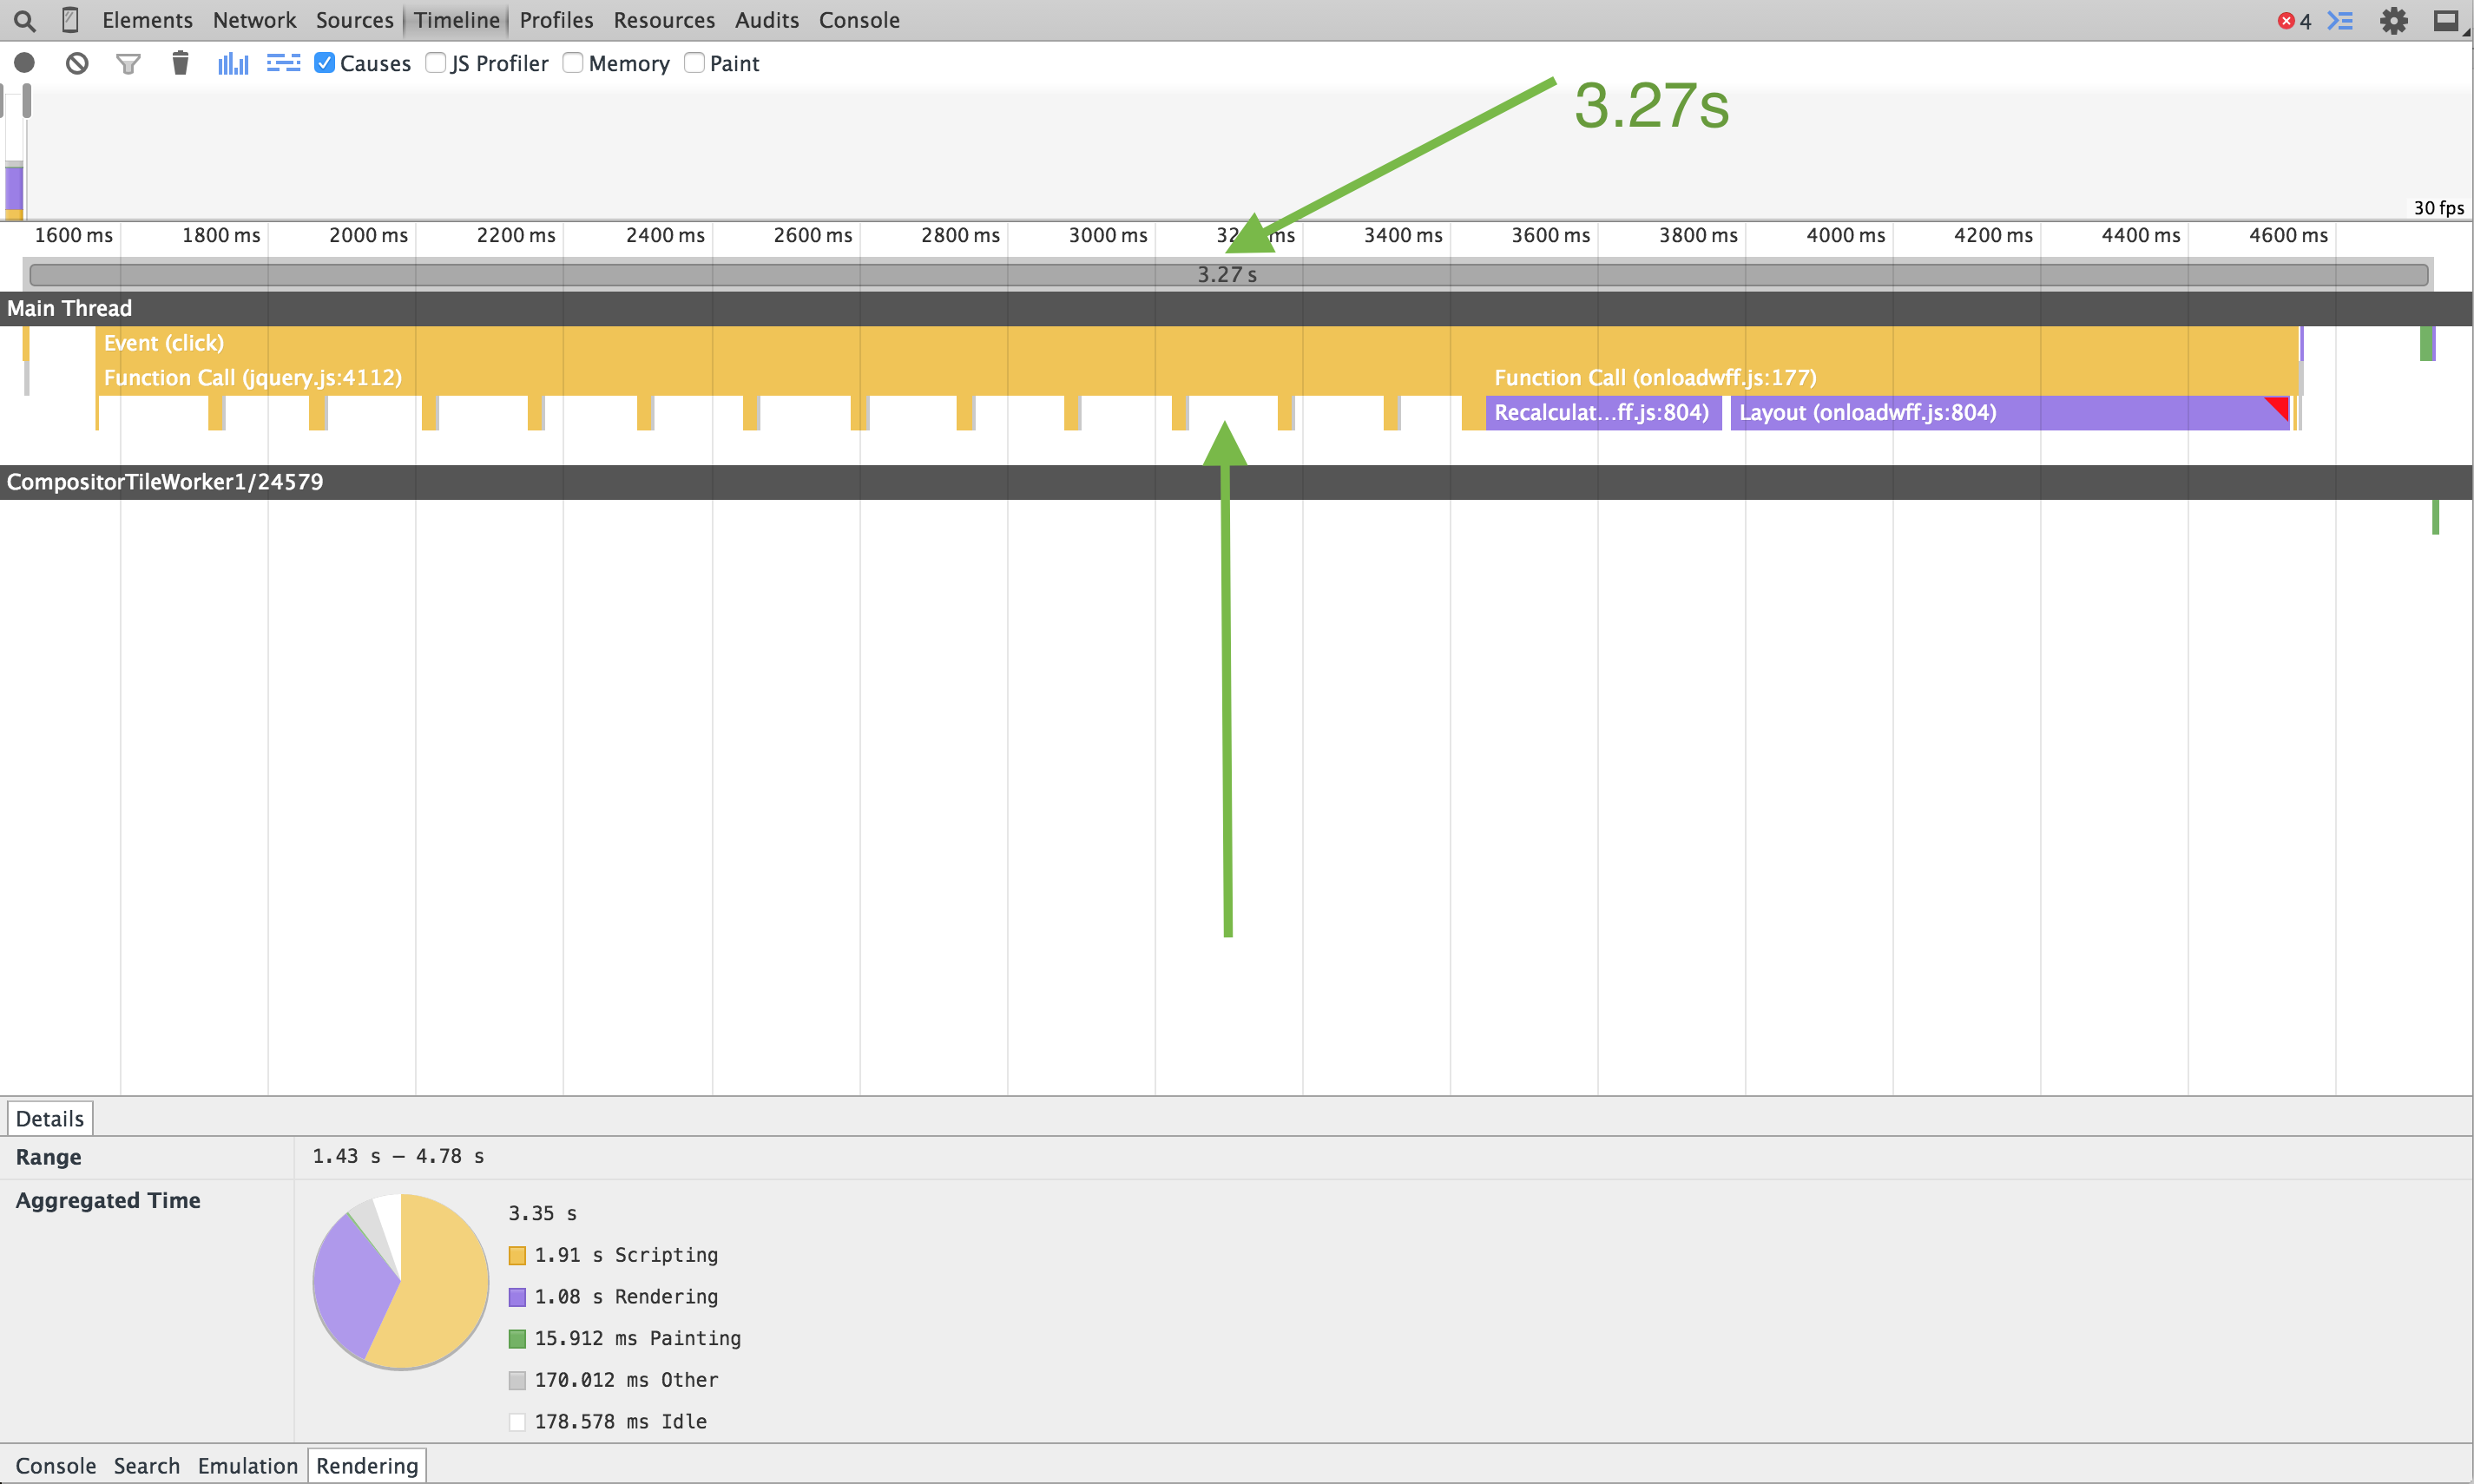 Elements Network Sources Timeline Profiles Resources Audits Console 4
Causes JS Profiler Memory Paint
3.27s
30 fps
1600 ms 1800 ms 2000 ms 2200 ms 2400 ms 2600 ms 2800 ms 3000 ms 3400 ms 3600 ms 3800 ms 4000 ms 4200 ms 4400 ms 4600 ms
3.27 s
Main Thread
Event (click)
Function Call (jquery.js:4112) Function Call (onloadwff.js:177)
Recalculat...ff.js:804) Layout (onloadwff.js:804)
CompositorTileWorker1/24579
Details
Range 1.43 s – 4.78 s
Aggregated Time
3.35 s
1.91 s Scripting
1.08 s Rendering
15.912 ms Painting
170.012 ms Other
178.578 ms Idle
Console Search Emulation Rendering